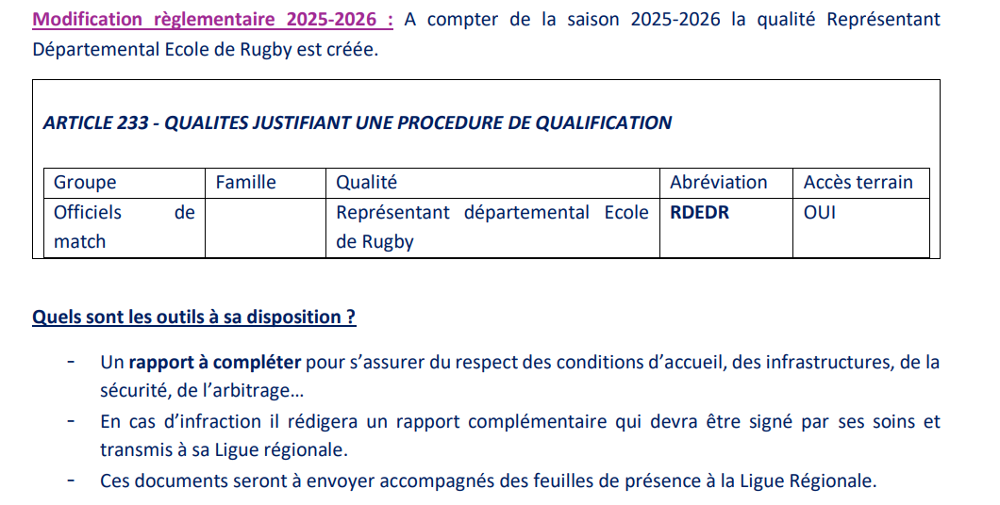 Modification règlementaire 2025-2026 : A compter de la saison 2025-2026 la qualité Représentant
Départemental Ecole de Rugby est créée.
ARTICLE 233 - QUALITES JUSTIFIANT UNE PROCEDURE DE QUALIFICATION
Groupe Famille Qualité Abréviation Accès terrain
Officiels de Représentant départemental Ecole RDEDR OUI
match de Rugby
Quels sont les outils à sa disposition ?
- Un rapport à compléter pour s’assurer du respect des conditions d’accueil, des infrastructures, de la
sécurité, de l’arbitrage…
- En cas d’infraction il rédigera un rapport complémentaire qui devra être signé par ses soins et
transmis à sa Ligue régionale.
- Ces documents seront à envoyer accompagnés des feuilles de présence à la Ligue Régionale.